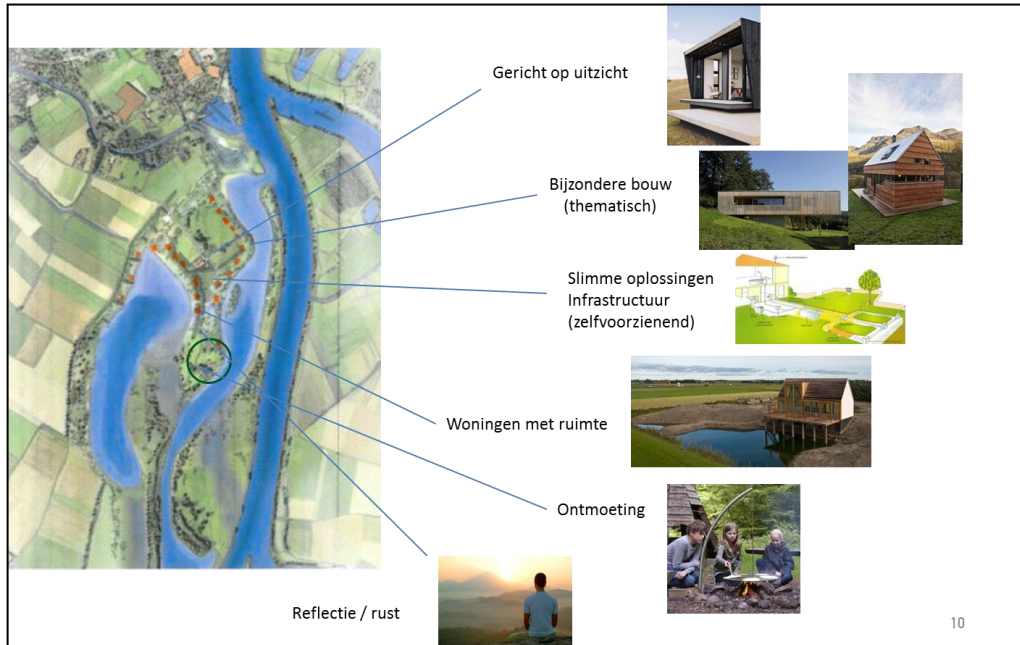 Gericht op uitzicht
Bijzondere bouw
(thematisch)
Slimme oplossingen
Infrastructuur
(zelfvoorzienend)
Woningen met ruimte
Ontmoeting
Reflectie / rust
10